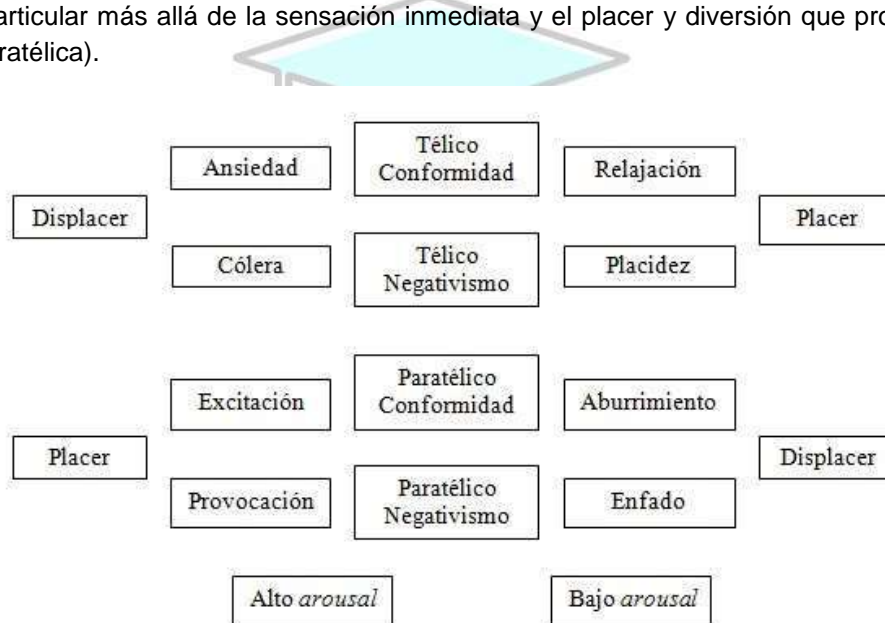 articular más allá de la sensación inmediata y el placer y diversión que pro
ratélica).
Ansiedad
Télico
Conformidad
Relajación
Displacer
Placer
Cólera
Télico
Negativismo
Placidez
Excitación
Paratélico
Conformidad
Aburrimiento
Placer
Displacer
Provocación
Paratélico
Negativismo
Enfado
Alto arousal
Bajo arousal